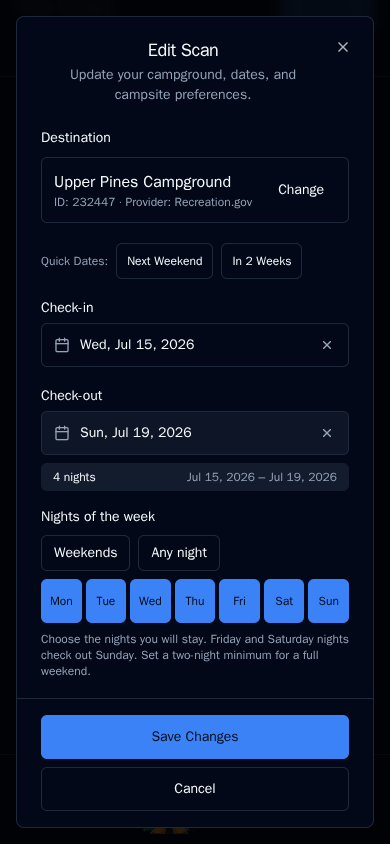 Edit Scan
Update your campground, dates, and
campsite preferences.
Destination
Upper Pines Campground
ID: 232447 · Provider: Recreation.gov
Change
Quick Dates:
Next Weekend
In 2 Weeks
Check-in
Wed, Jul 15, 2026
Check-out
Sun, Jul 19, 2026
4 nights
Jul 15, 2026 – Jul 19, 2026
Nights of the week
Weekends
Any night
Mon
Tue
Wed
Thu
Fri
Sat
Sun
Choose the nights you will stay. Friday and Saturday nights
check out Sunday. Set a two-night minimum for a full
weekend.
Save Changes
Cancel